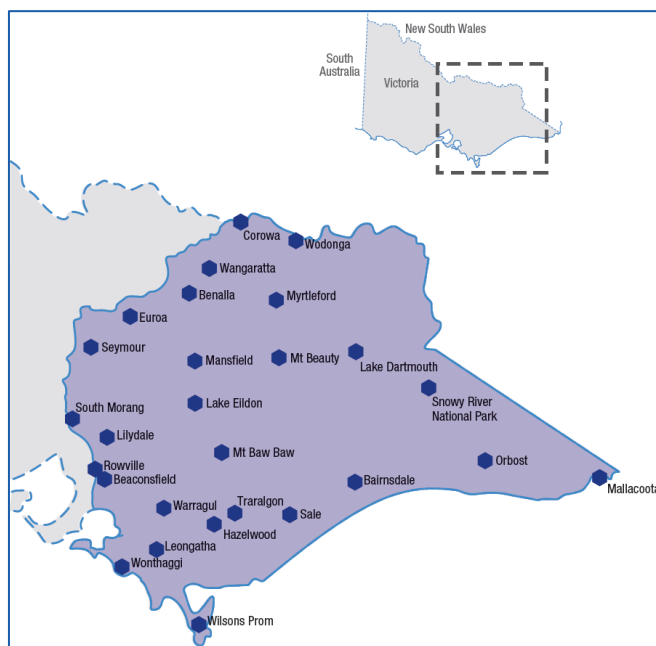 New South Wales
South
Australia
Victoria
Corowa
Wodonga
Wangaratta
Benalla
Myrtleford
Euroa
Seymour
Mansfield
Mt Beauty
Lake Dartmouth
Lake Eildon
Snowy River
National Park
South Morang
Lilydale
Mt Baw Baw
Orbost
Rowville
Beaconsfield
Bairnsdale
Mallacoota
Warragul
Traralgon
Sale
Hazelwood
Leongatha
Wonthaggi
Wilsons Prom